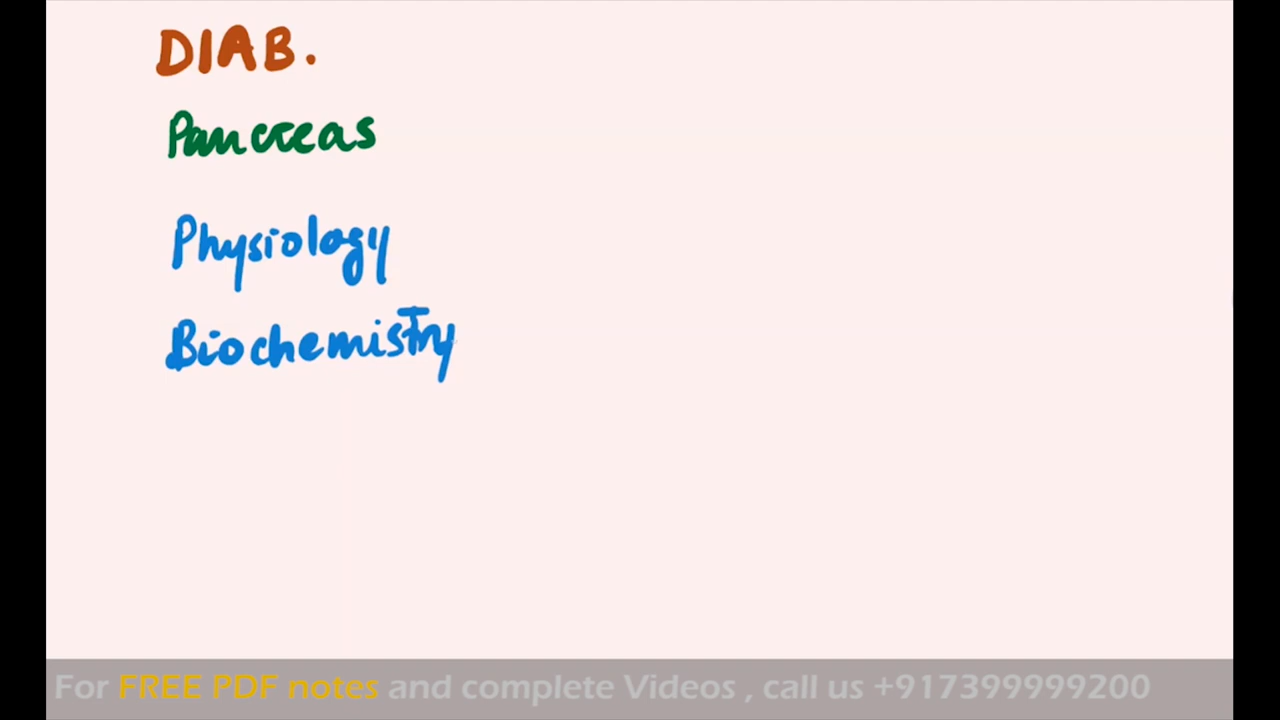 DIAB.
Pancreas
Physiology
Biochemistry
For FREE PDF notes and complete Videos , call us +917399999200